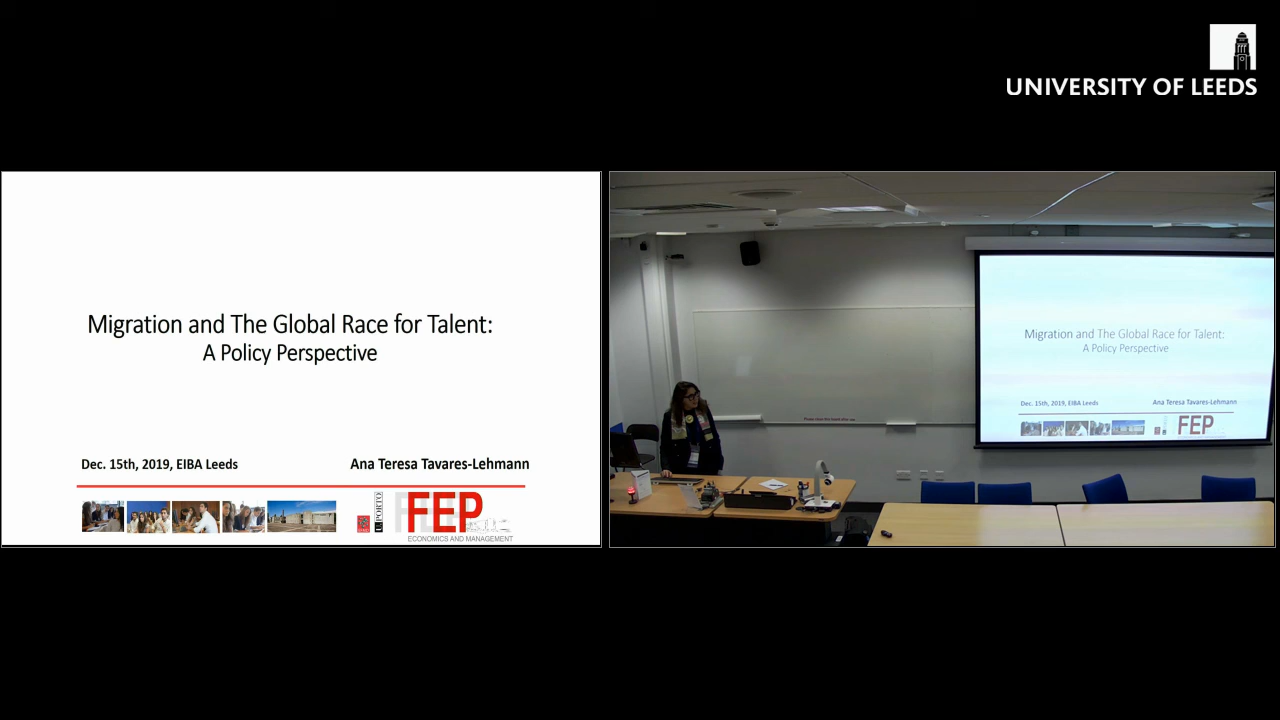 UNIVERSITY OF LEEDS
Migration and The Global Race for Talent:
A Policy Perspective
Dec. 15th, 2019, EIBA Leeds
Ana Teresa Tavares-Lehmann
U.PORTO
FEP
ECONOMICS AND MANAGEMENT
Migration and The Global Race for Talent:
A Policy Perspective
Dec. 15th, 2019, EIBA Leeds
Ana Teresa Tavares-Lehmann
FEP